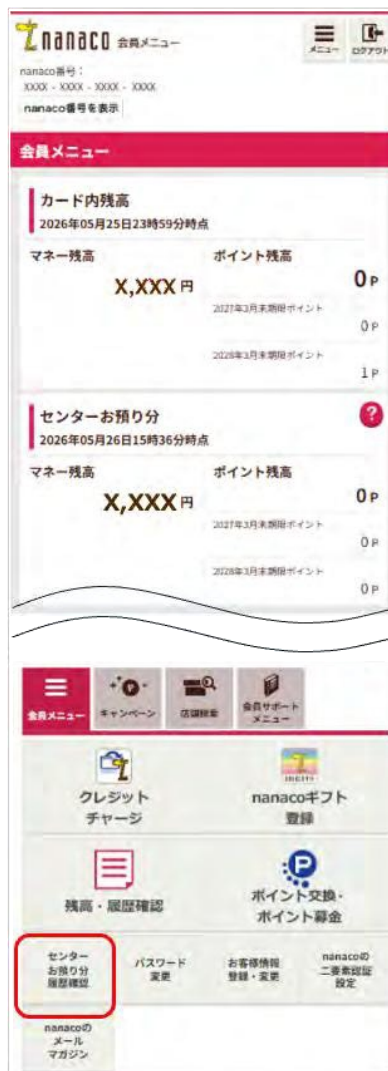 nanaco 会員メニュー
メニュー
ログアウト
nanaco番号：
XXXX - XXXX - XXXX - XXXX
nanaco番号を表示
会員メニュー
カード内残高
2026年05月25日23時59分時点
マネー残高
ポイント残高
X,XXX 円
0 P
2027年3月末期限ポイント
0 P
2028年3月末期限ポイント
1 P
センターお預り分
?
2026年05月26日15時36分時点
マネー残高
ポイント残高
X,XXX 円
0 P
2027年3月末期限ポイント
0 P
2028年3月末期限ポイント
0 P
会員メニュー
キャンペーン
店舗検索
会員サポート
メニュー
クレジット
チャージ
nanacoギフト
登録
残高・履歴確認
ポイント交換・
ポイント募金
センター
お預り分
履歴確認
パスワード
変更
お客様情報
登録・変更
nanacoの
二要素認証
設定
nanacoの
メール
マガジン